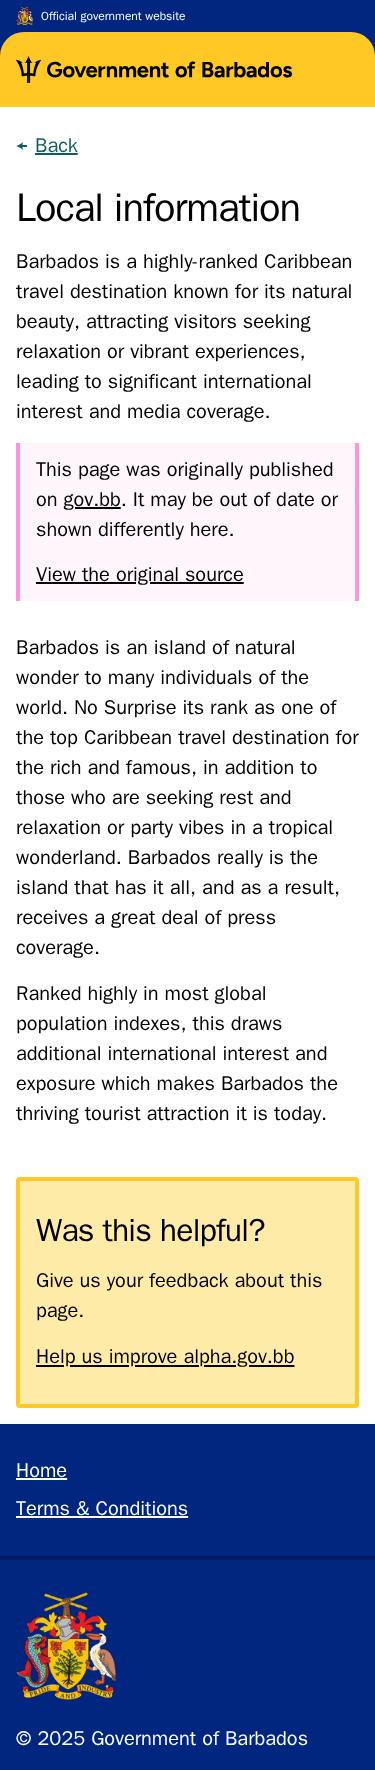 Official government website
Government of Barbados
Back
Local information
Barbados is a highly-ranked Caribbean
travel destination known for its natural
beauty, attracting visitors seeking
relaxation or vibrant experiences,
leading to significant international
interest and media coverage.
This page was originally published
on gov.bb. It may be out of date or
shown differently here.
View the original source
Barbados is an island of natural
wonder to many individuals of the
world. No Surprise its rank as one of
the top Caribbean travel destination for
the rich and famous, in addition to
those who are seeking rest and
relaxation or party vibes in a tropical
wonderland. Barbados really is the
island that has it all, and as a result,
receives a great deal of press
coverage.
Ranked highly in most global
population indexes, this draws
additional international interest and
exposure which makes Barbados the
thriving tourist attraction it is today.
Was this helpful?
Give us your feedback about this
page.
Help us improve alpha.gov.bb
Home
Terms & Conditions
PRIDE AND INDUSTRY
© 2025 Government of Barbados